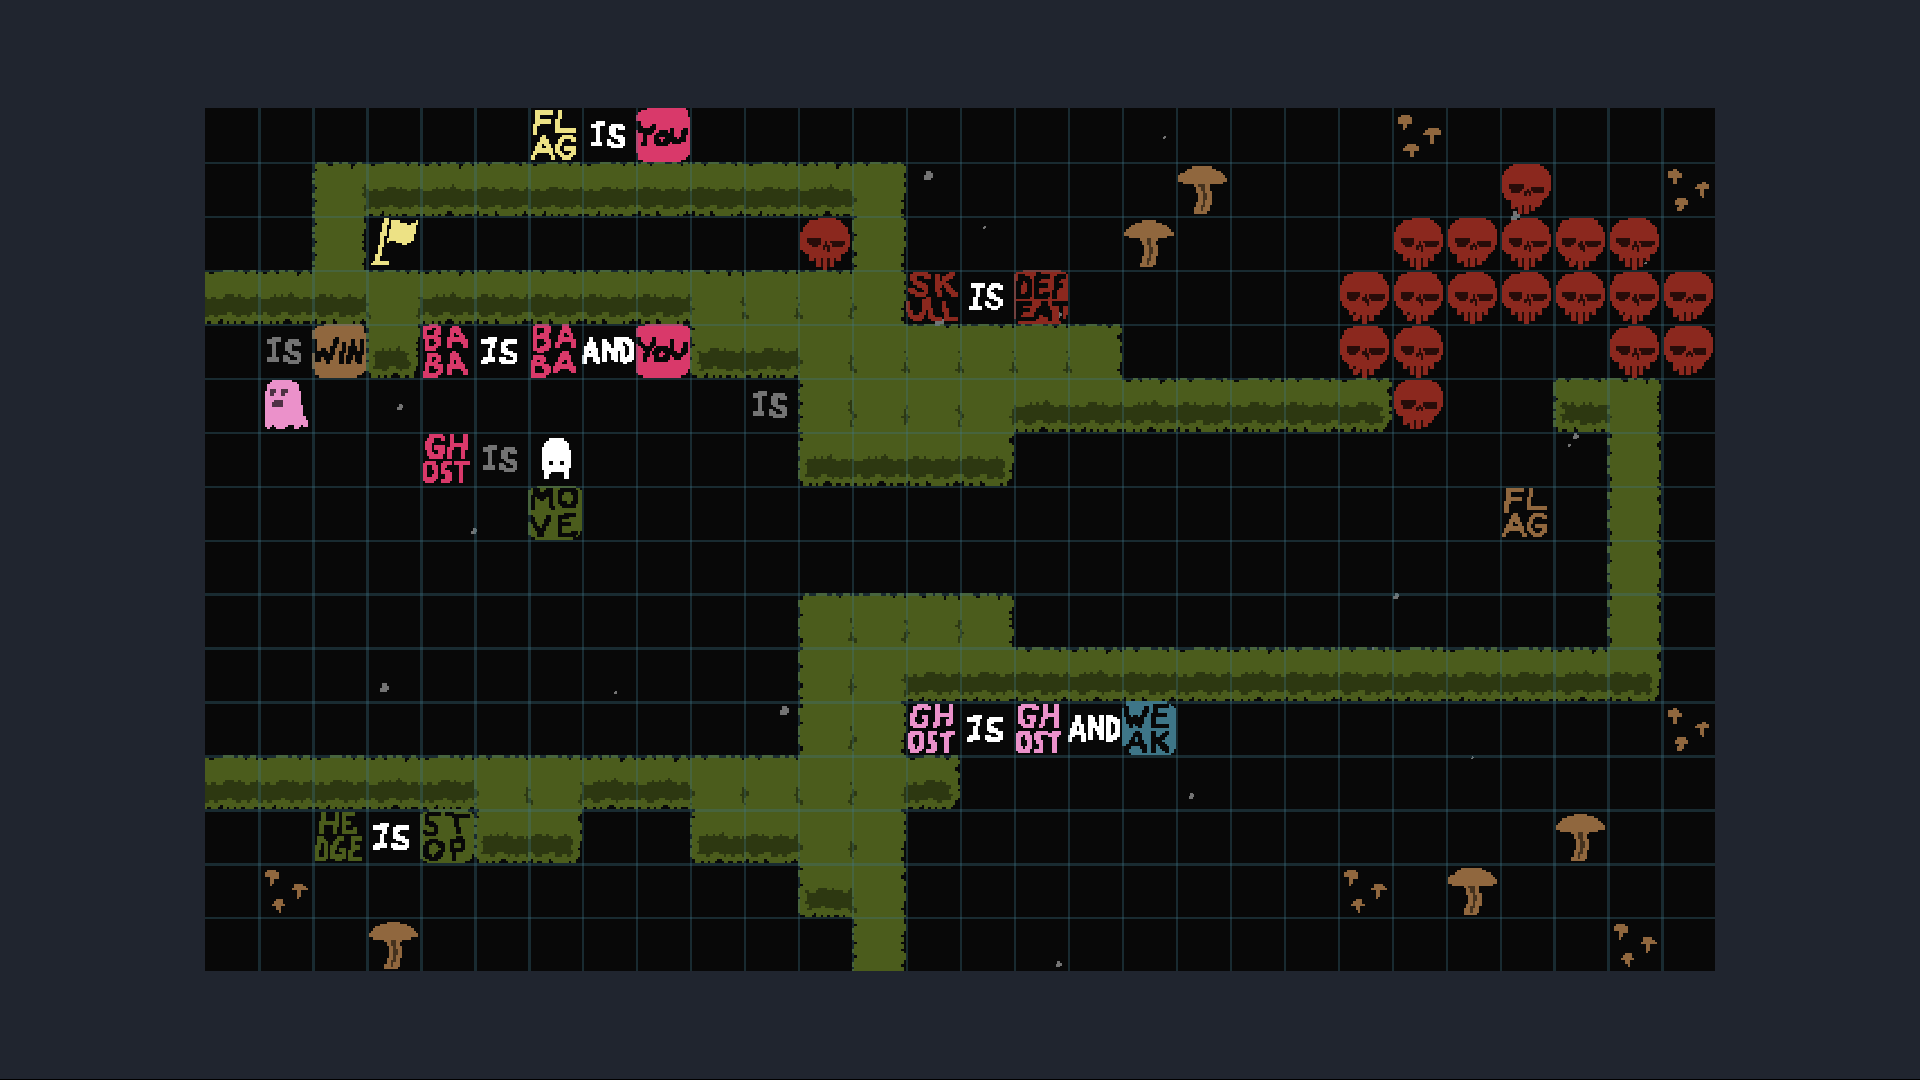 FLAG IS YOU
SKULL IS DEFEAT
IS WIN BABA IS BABA AND YOU
IS
GHOST IS
MOVE
FLAG
GHOST IS GHOST AND WEAK
HEDGE IS STOP